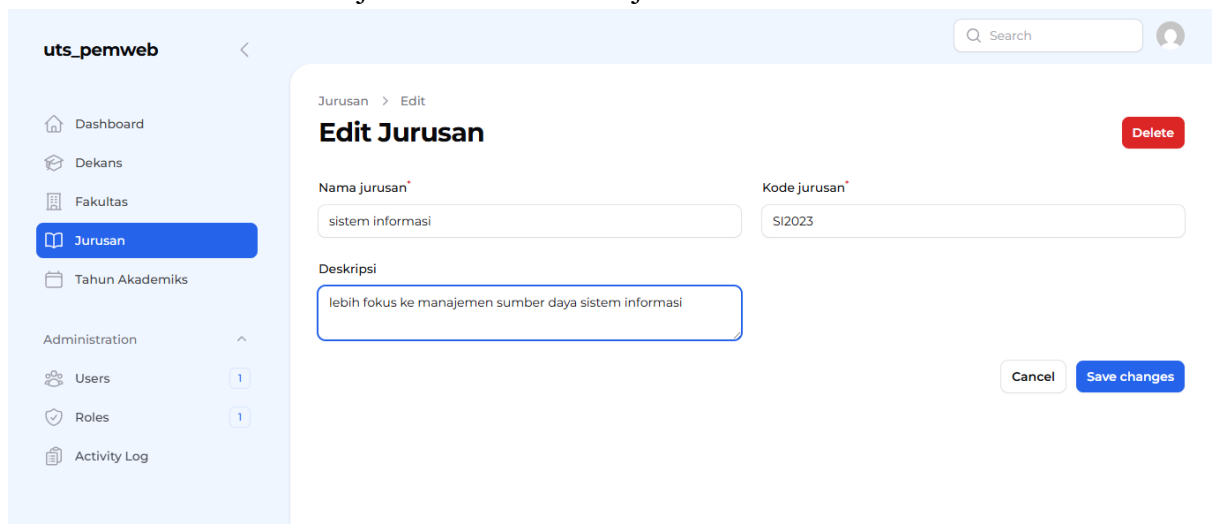 uts_pemweb
Search
Dashboard
Dekans
Fakultas
Jurusan
Tahun Akademiks
Administration
Users 1
Roles 1
Activity Log
Jurusan > Edit
Edit Jurusan
Delete
Nama jurusan*
sistem informasi
Kode jurusan*
SI2023
Deskripsi
lebih fokus ke manajemen sumber daya sistem informasi
Cancel
Save changes